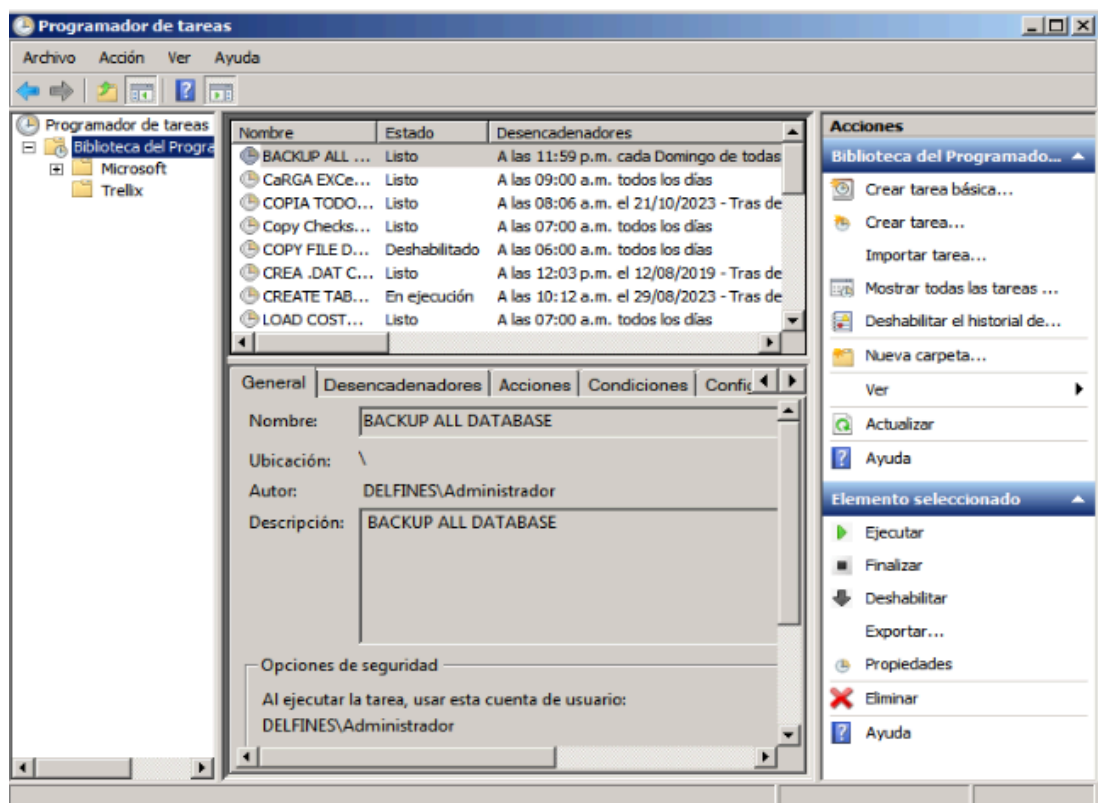 Programador de tareas
Archivo Acción Ver Ayuda
Programador de tareas
Biblioteca del Progra
Microsoft
Trellix
Nombre Estado Desencadenadores
BACKUP ALL ... Listo A las 11:59 p.m. cada Domingo de todas
CaRGA EXCe... Listo A las 09:00 a.m. todos los días
COPIA TODO... Listo A las 08:06 a.m. el 21/10/2023 - Tras de
Copy Checks... Listo A las 07:00 a.m. todos los días
COPY FILE D... Deshabilitado A las 06:00 a.m. todos los días
CREA .DAT C... Listo A las 12:03 p.m. el 12/08/2019 - Tras de
CREATE TAB... En ejecución A las 10:12 a.m. el 29/08/2023 - Tras de
LOAD COST... Listo A las 07:00 a.m. todos los días
General Desencadenadores Acciones Condiciones Config
Nombre: BACKUP ALL DATABASE
Ubicación: \
Autor: DELFINES\Administrador
Descripción: BACKUP ALL DATABASE
Opciones de seguridad
Al ejecutar la tarea, usar esta cuenta de usuario:
DELFINES\Administrador
Acciones
Biblioteca del Programado...
Crear tarea básica...
Crear tarea...
Importar tarea...
Mostrar todas las tareas ...
Deshabilitar el historial de...
Nueva carpeta...
Ver
Actualizar
Ayuda
Elemento seleccionado
Ejecutar
Finalizar
Deshabilitar
Exportar...
Propiedades
Eliminar
Ayuda